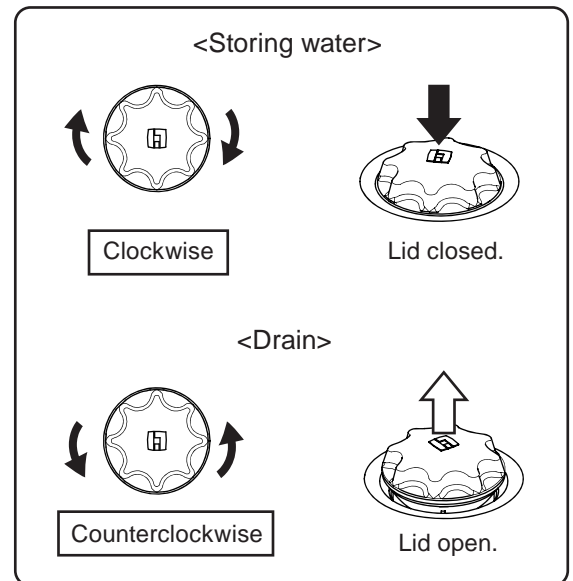 <Storing water>
Clockwise
Lid closed.
<Drain>
Counterclockwise
Lid open.